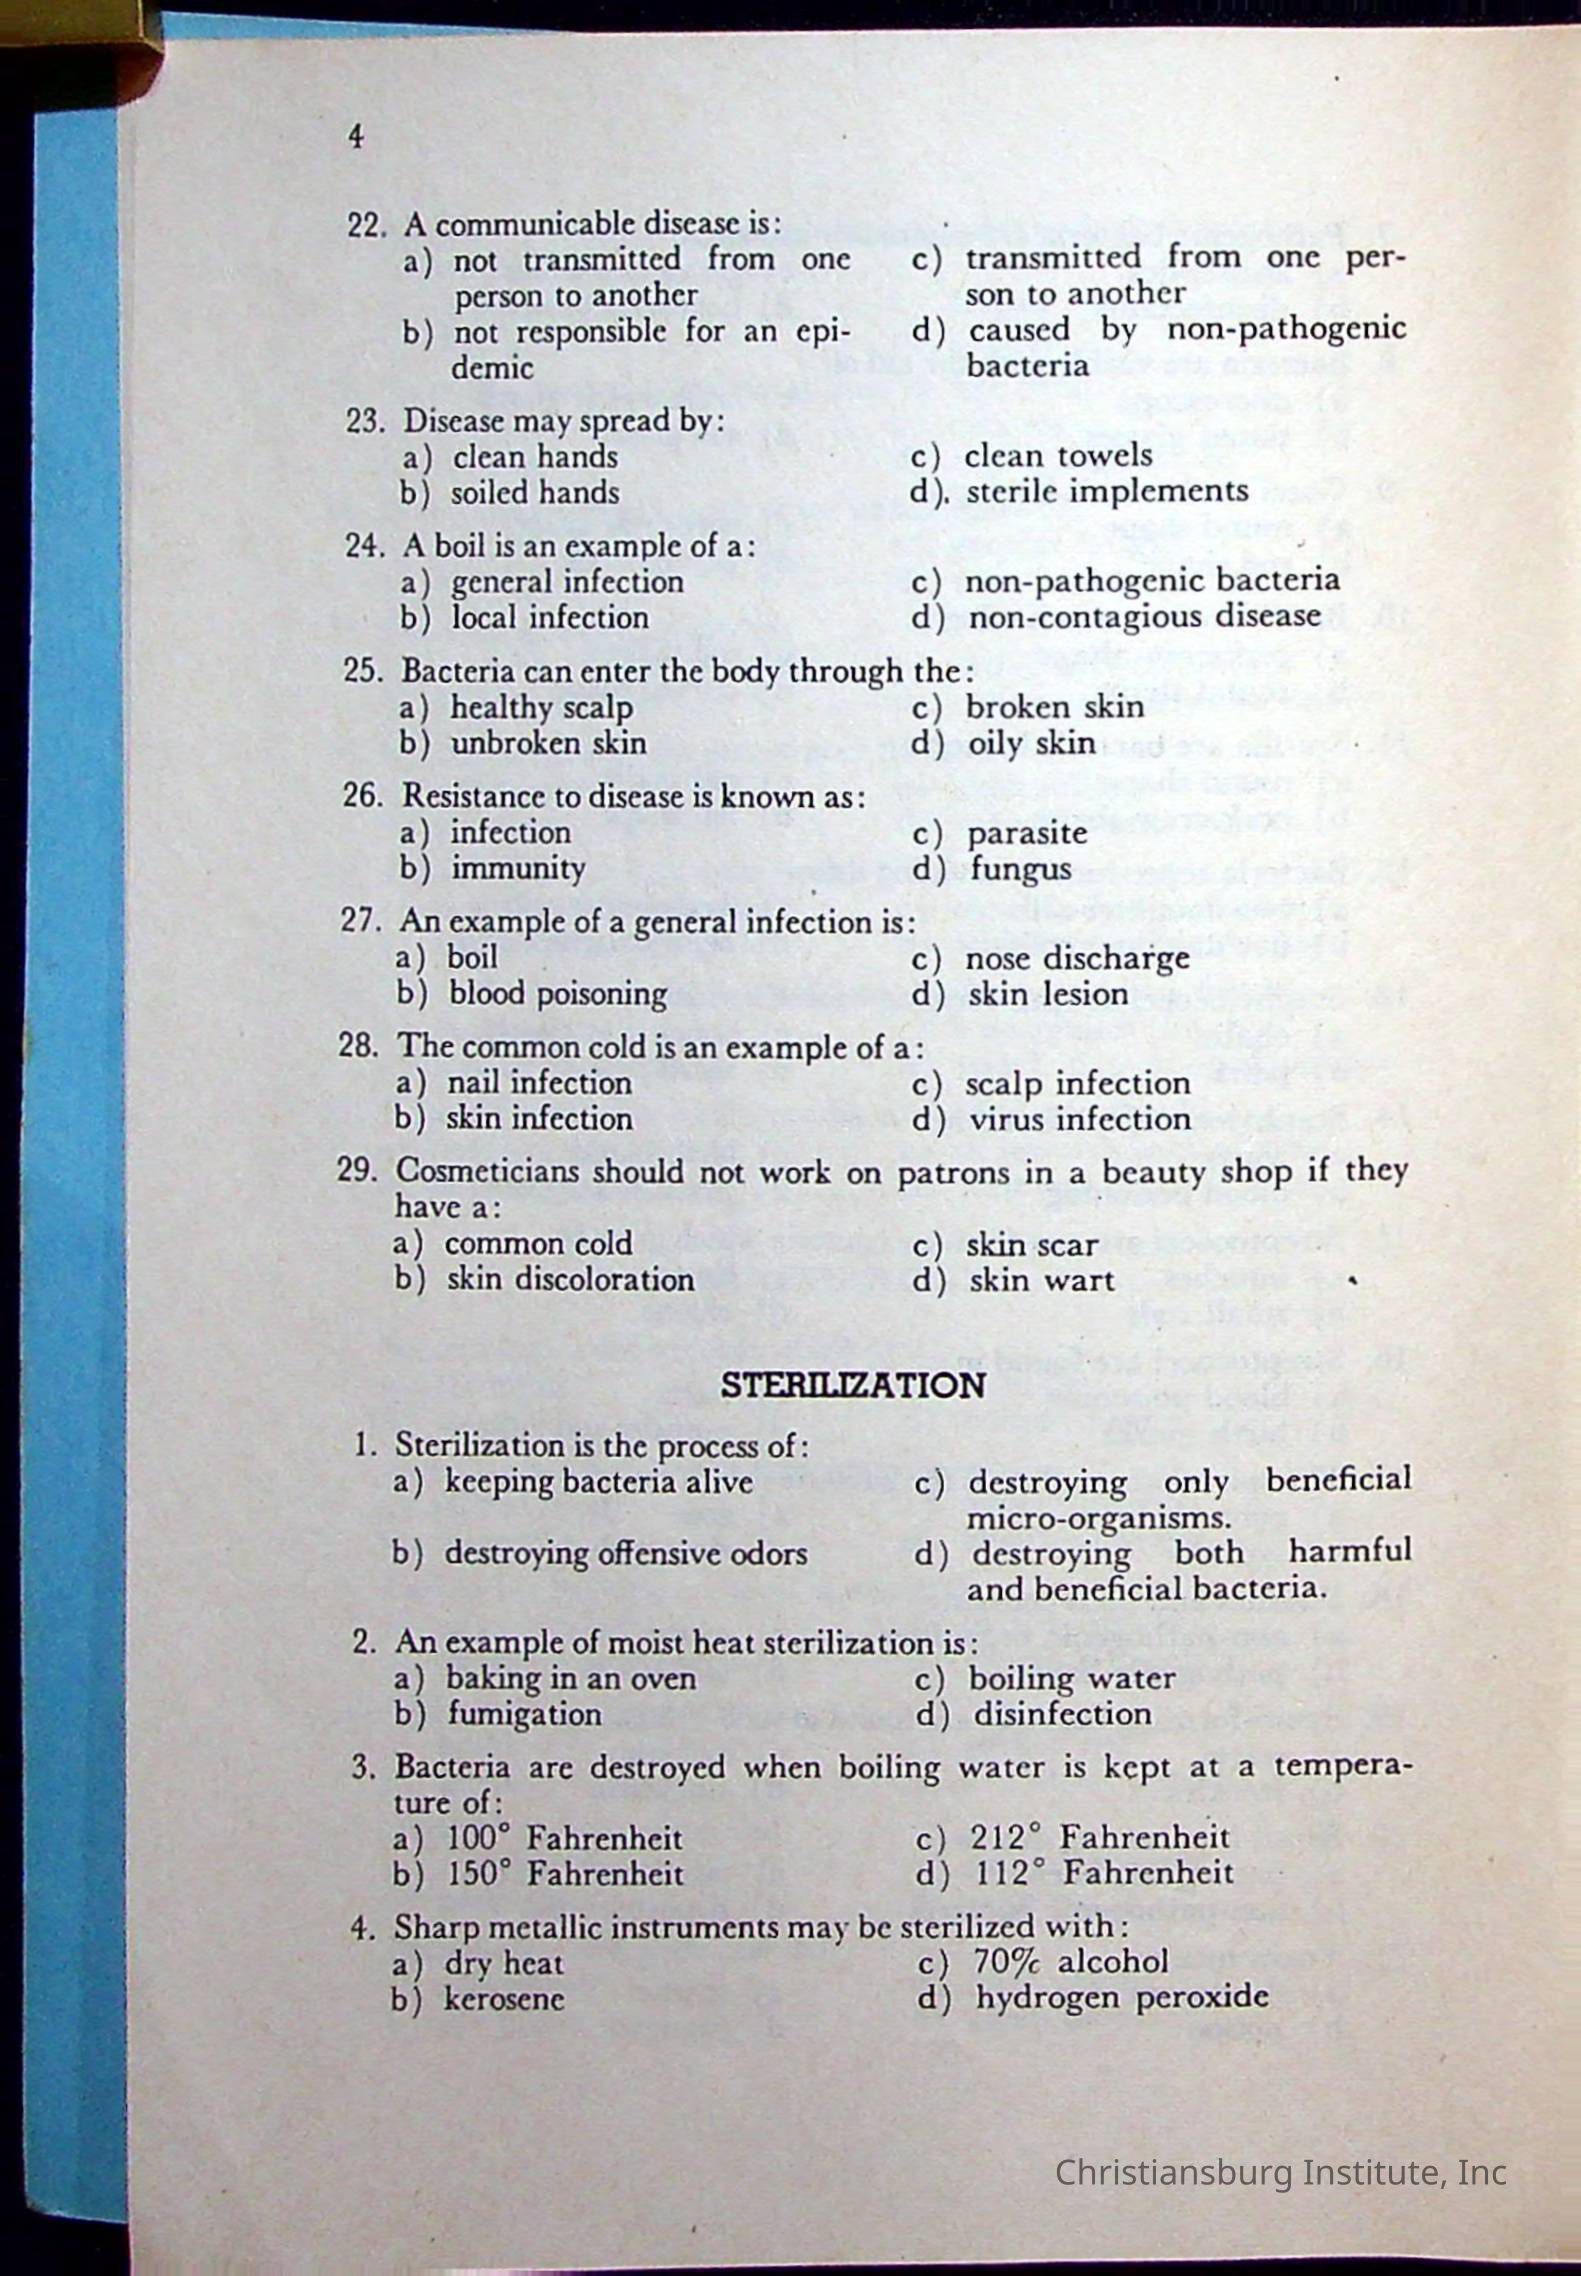 4
22. A communicable disease is:
a) not transmitted from one person to another
b) not responsible for an epi-
demic
c) transmitted from one per-
son to another
d) caused by non-pathogenic
bacteria
23. Disease may spread by:
a) clean hands
b) soiled hands
c) clean towels
d). sterile implements
24. A boil is an example of a:
a) general infection
b) local infection
c) non-pathogenic bacteria
d) non-contagious disease
25. Bacteria can enter the body through the:
a) healthy scalp
b) unbroken skin
c) broken skin
d) oily skin
26. Resistance to disease is known as:
a) infection
b) immunity
c) parasite
d) fungus
27. An example of a general infection is:
a) boil
b) blood poisoning
c) nose discharge
d) skin lesion
28. The common cold is an example of a:
a) nail infection
b) skin infection
c) scalp infection
d) virus infection
29. Cosmeticians should not work on patrons in a beauty shop if they
have a:
a) common cold
b) skin discoloration
c) skin scar
d) skin wart
STERILIZATION
1. Sterilization is the process of:
a) keeping bacteria alive
b) destroying offensive odors
c) destroying only beneficial
micro-organisms.
d) destroying both harmful
and beneficial bacteria.
2. An example of moist heat sterilization is:
a) baking in an oven
b) fumigation
c) boiling water
d) disinfection
3. Bacteria are destroyed when boiling water is kept at a tempera-
ture of:
a) 100° Fahrenheit
b) 150° Fahrenheit
c) 212° Fahrenheit
d) 112° Fahrenheit
4. Sharp metallic instruments may be sterilized with:
a) dry heat
b) kerosene
c) 70% alcohol
d) hydrogen peroxide
Christiansburg Institute, Inc